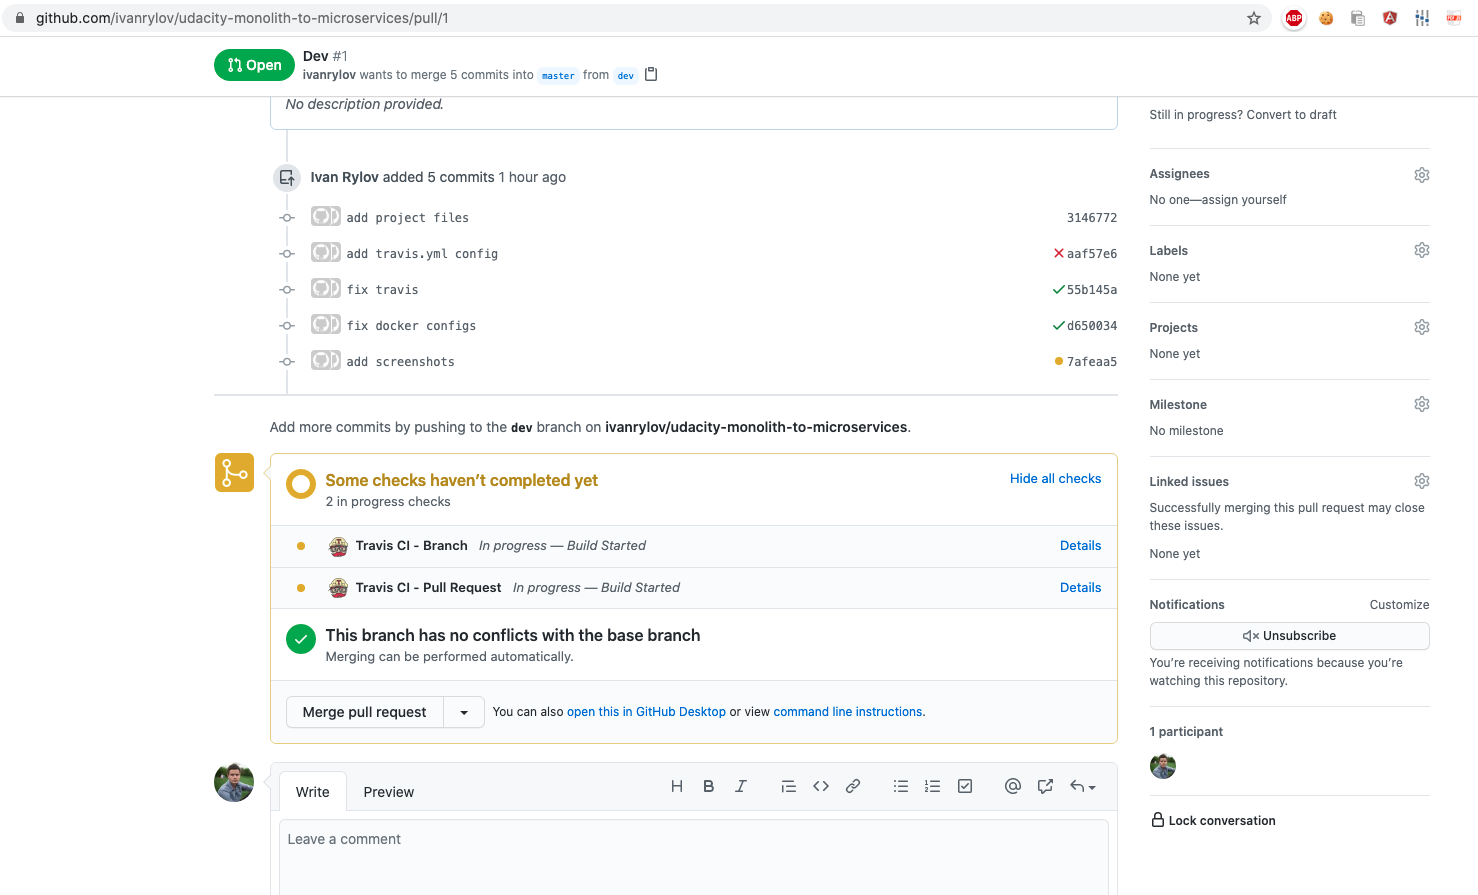 github.com/ivanrylov/udacity-monolith-to-microservices/pull/1
ABP
Open
Dev #1
ivanrylov wants to merge 5 commits into master from dev
No description provided.
Ivan Rylov added 5 commits 1 hour ago
add project files 3146772
add travis.yml config aaf57e6
fix travis 55b145a
fix docker configs d650034
add screenshots 7afeaa5
Add more commits by pushing to the dev branch on ivanrylov/udacity-monolith-to-microservices.
Some checks haven't completed yet
Hide all checks
2 in progress checks
Travis CI - Branch In progress — Build Started Details
Travis CI - Pull Request In progress — Build Started Details
This branch has no conflicts with the base branch
Merging can be performed automatically.
Merge pull request
You can also open this in GitHub Desktop or view command line instructions.
Write
Preview
Leave a comment
Still in progress? Convert to draft
Assignees
No one—assign yourself
Labels
None yet
Projects
None yet
Milestone
No milestone
Linked issues
Successfully merging this pull request may close
these issues.
None yet
Notifications
Customize
Unsubscribe
You're receiving notifications because you're
watching this repository.
1 participant
Lock conversation